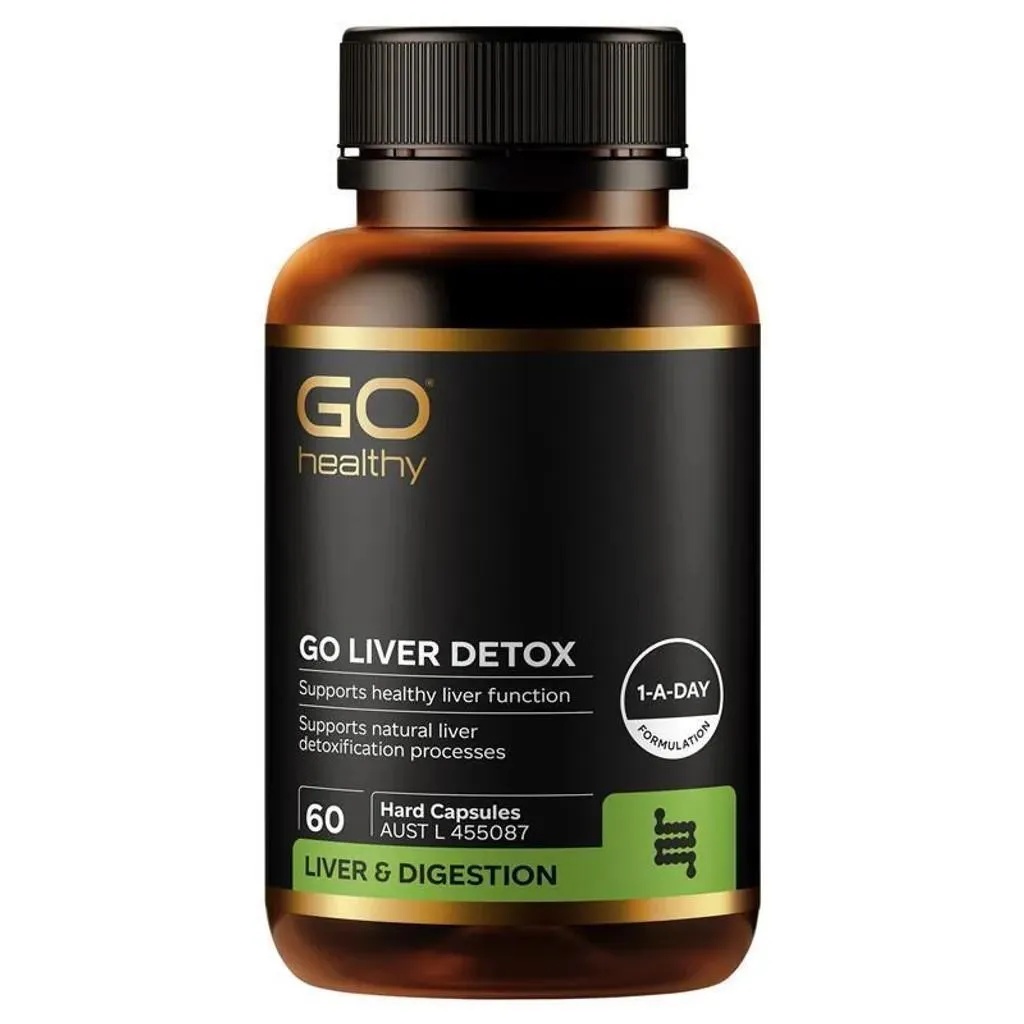 GO®
healthy
GO LIVER DETOX
Supports healthy liver function
Supports natural liver
detoxification processes
1-A-DAY
FORMULATION
60
Hard Capsules
AUST L 455087
LIVER & DIGESTION